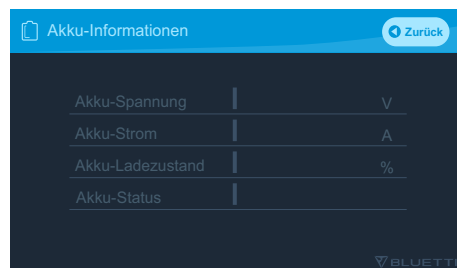 Akku-Informationen
Zurück
Akku-Spannung V
Akku-Strom A
Akku-Ladezustand %
Akku-Status
BLUETTI